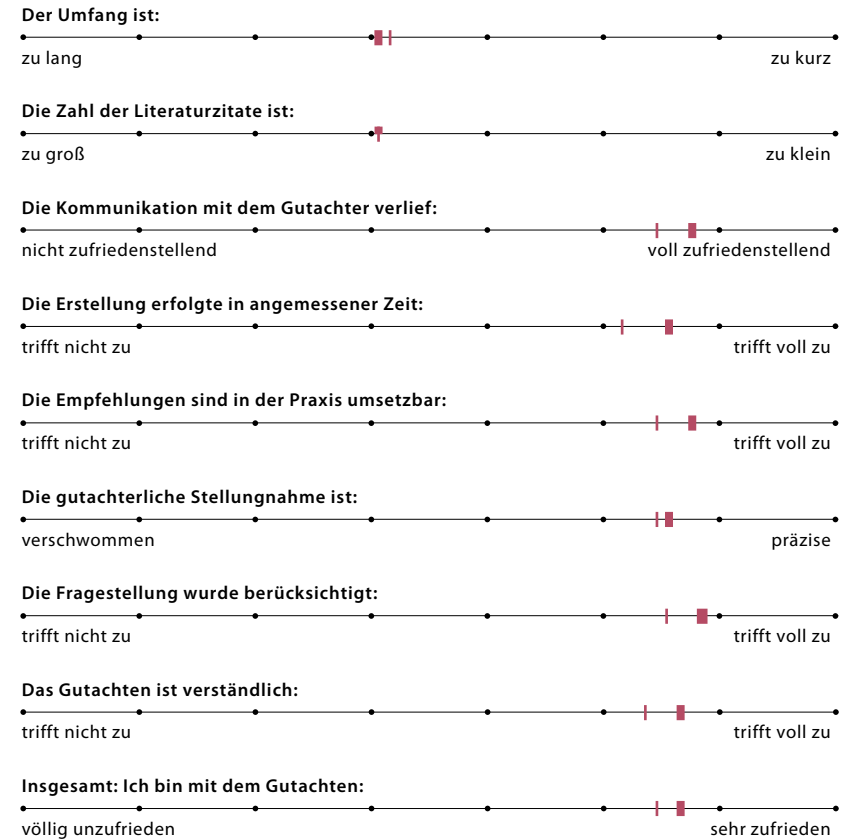 Der Umfang ist:
zu lang zu kurz
Die Zahl der Literaturzitate ist:
zu groß zu klein
Die Kommunikation mit dem Gutachter verlief:
nicht zufriedenstellend voll zufriedenstellend
Die Erstellung erfolgte in angemessener Zeit:
trifft nicht zu trifft voll zu
Die Empfehlungen sind in der Praxis umsetzbar:
trifft nicht zu trifft voll zu
Die gutachterliche Stellungnahme ist:
verschwommen präzise
Die Fragestellung wurde berücksichtigt:
trifft nicht zu trifft voll zu
Das Gutachten ist verständlich:
trifft nicht zu trifft voll zu
Insgesamt: Ich bin mit dem Gutachten:
völlig unzufrieden sehr zufrieden